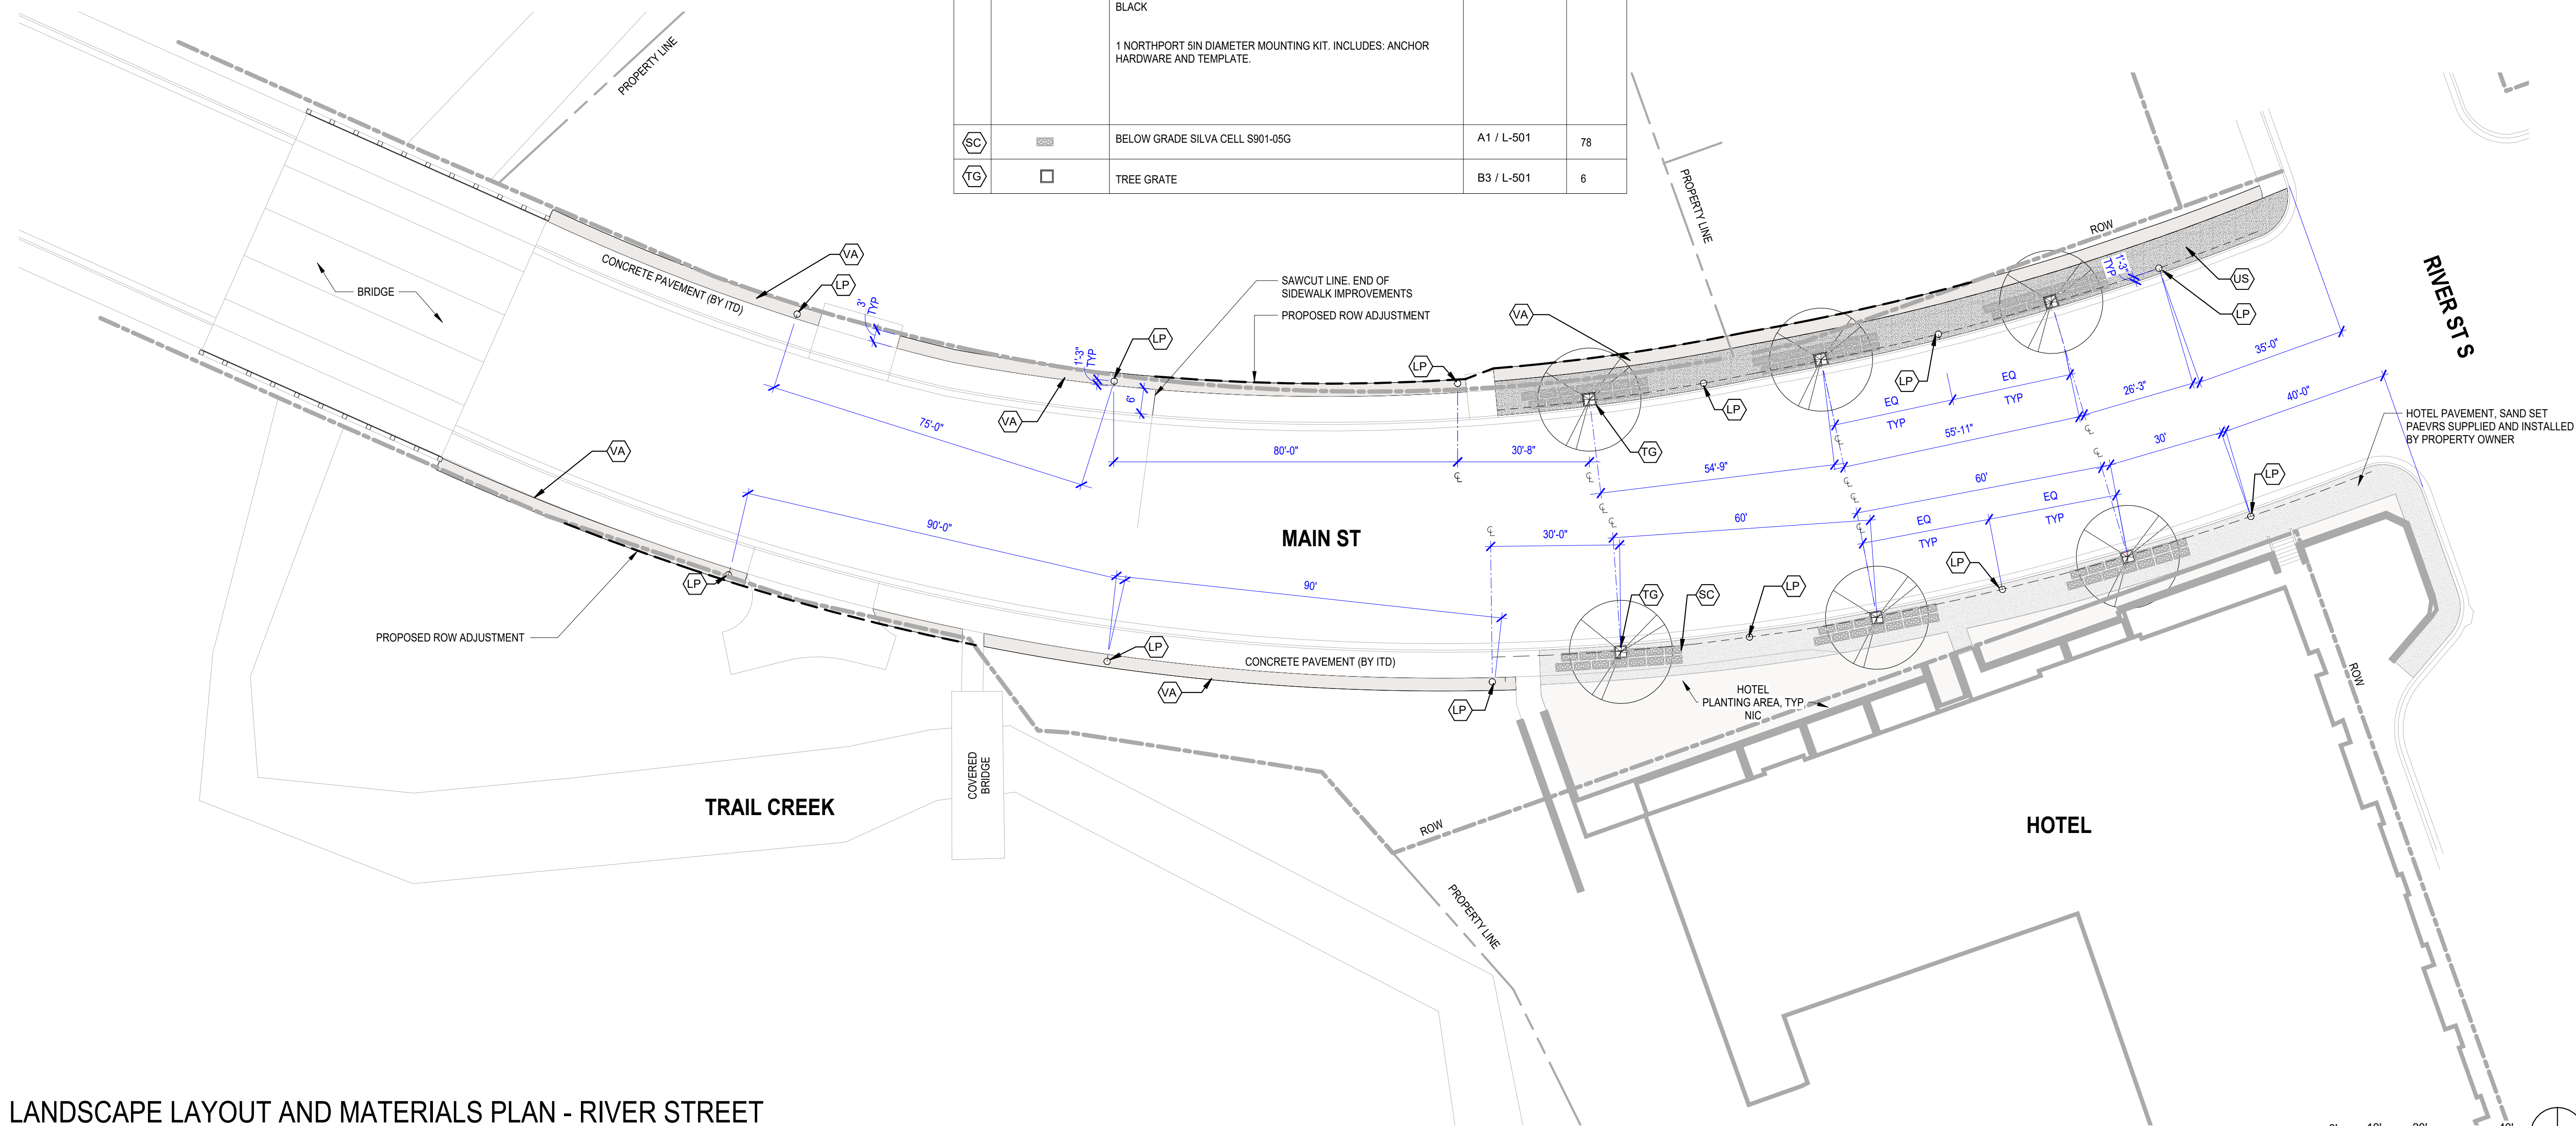 BLACK
1 NORTHPORT 5IN DIAMETER MOUNTING KIT. INCLUDES: ANCHOR
HARDWARE AND TEMPLATE.
SC BELOW GRADE SILVA CELL S901-05G A1 / L-501 78
TG TREE GRATE B3 / L-501 6
PROPERTY LINE
PROPERTY LINE
ROW
RIVER ST S
VA
LP
CONCRETE PAVEMENT (BY ITD)
BRIDGE
3'
TYP
SAWCUT LINE. END OF
SIDEWALK IMPROVEMENTS
PROPOSED ROW ADJUSTMENT
VA
1'-3"
TYP
US
LP
LP
1'-3"
TYP
6'
VA
LP
LP
LP
TG
75'-0"
80'-0"
30'-8"
54'-9"
EQ
TYP
EQ
TYP
55'-11"
26'-3"
35'-0"
40'-0"
30'
60'
HOTEL PAVEMENT, SAND SET
PAEVRS SUPPLIED AND INSTALLED
BY PROPERTY OWNER
VA
LP
90'-0"
90'
MAIN ST
30'-0"
60'
EQ
TYP
EQ
TYP
LP
LP
LP
TG
SC
PROPOSED ROW ADJUSTMENT
LP
VA
CONCRETE PAVEMENT (BY ITD)
LP
HOTEL
PLANTING AREA, TYP,
NIC
ROW
COVERED
BRIDGE
TRAIL CREEK
ROW
HOTEL
PROPERTY LINE
LANDSCAPE LAYOUT AND MATERIALS PLAN - RIVER STREET